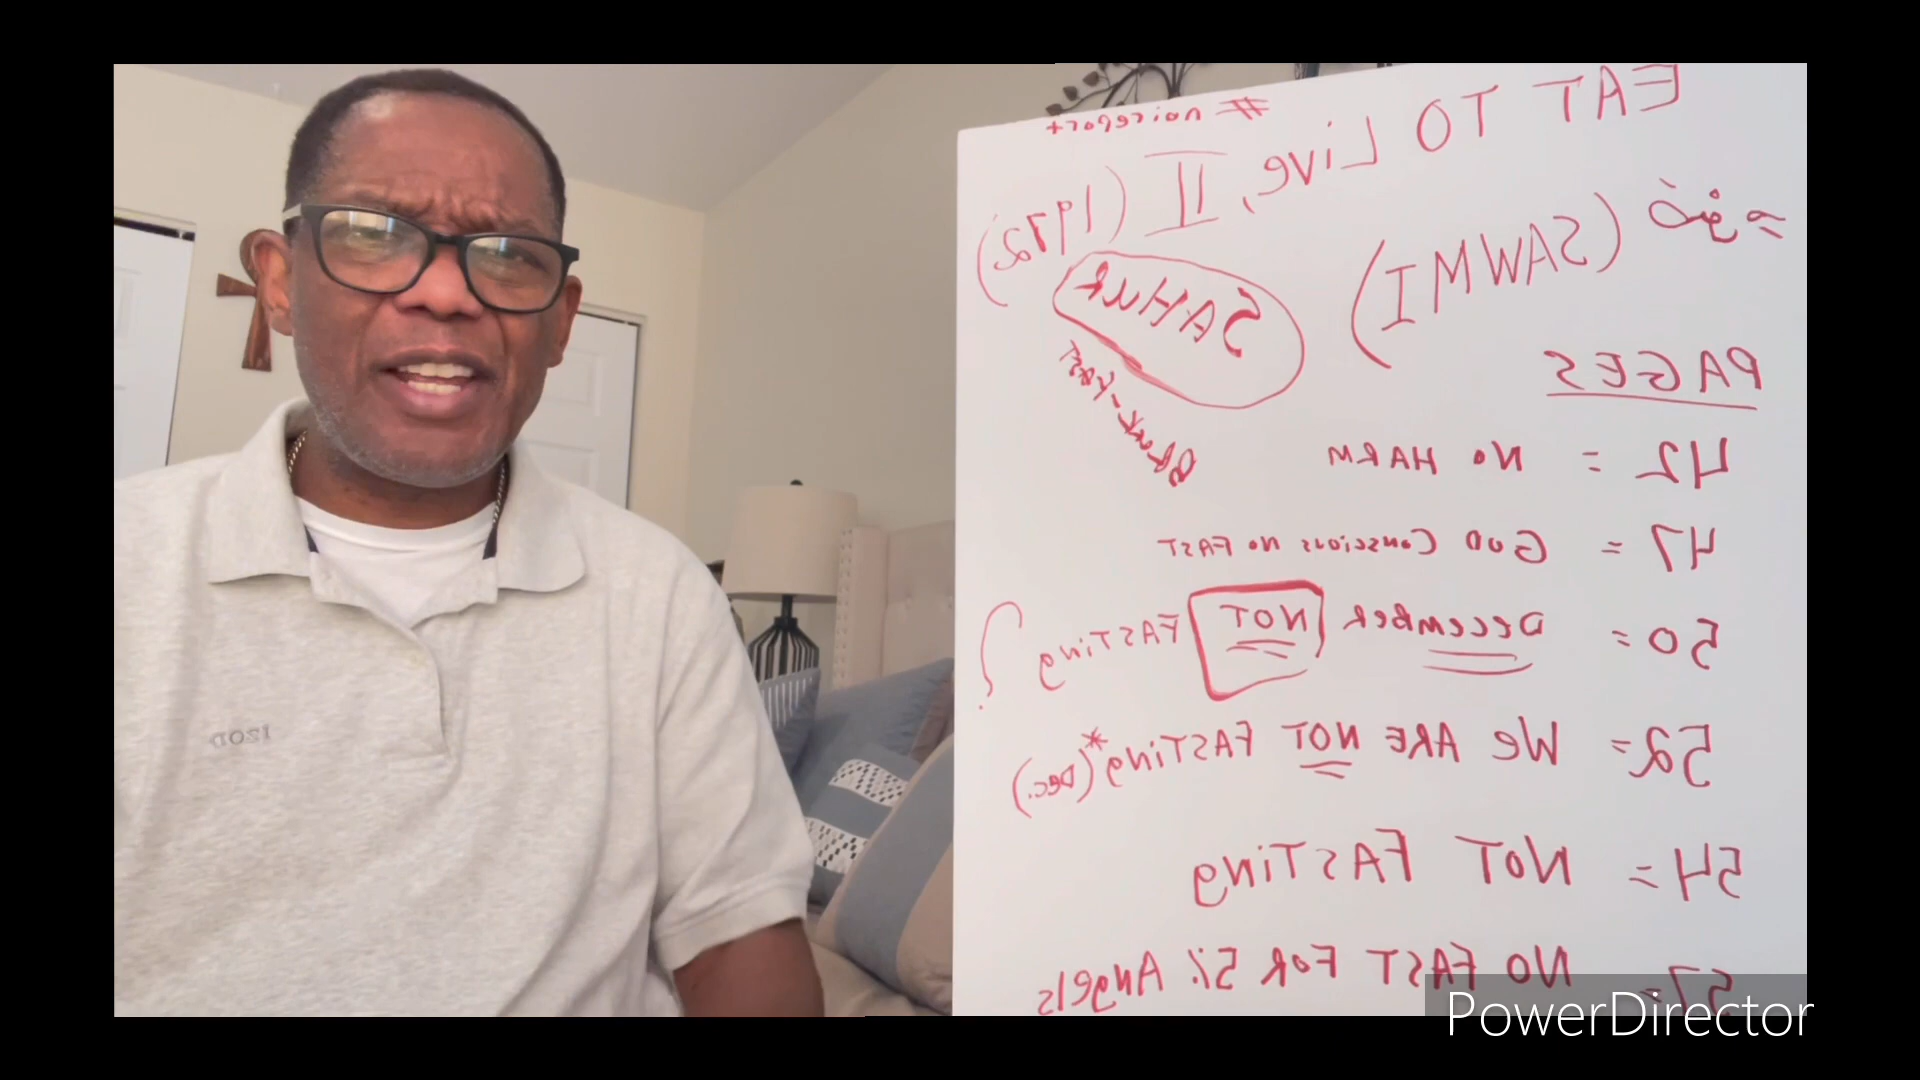 #noireport
EAT TO Live, II (1972)
(SAWMI)
SAHUR
Break-fast
PAGES
42 = No HARM
47 = GOD Conscious No FAST
50 = DECEMBER NOT FASTing ?
52 = We ARE NOT FASTing* (DEC.)
54 = NOT FASTing
57 = NO FAST FOR 5% Angels
IZOD
PowerDirector